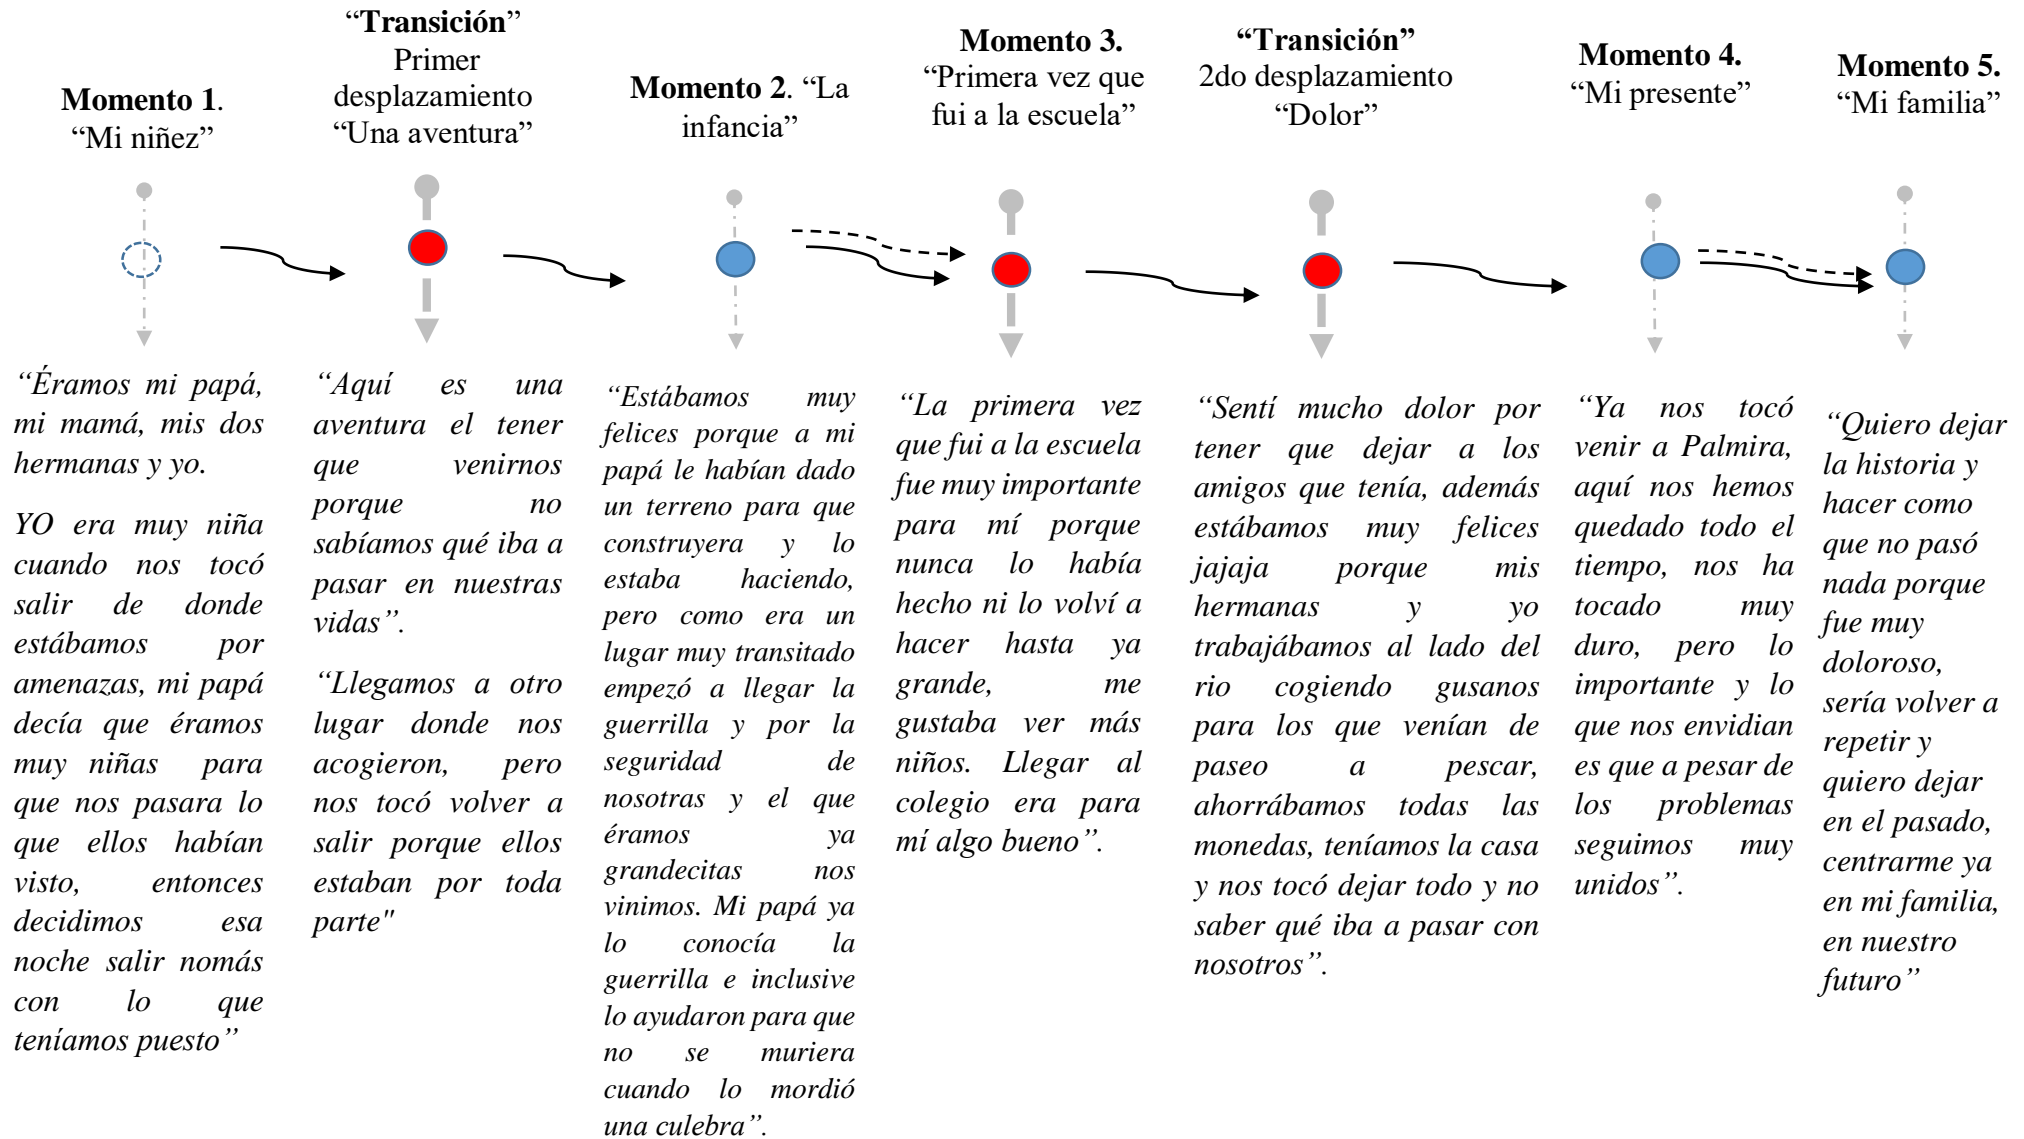 Momento 1.
“Mi niñez”
“Éramos mi papá,
mi mamá, mis dos
hermanas y yo.
YO era muy niña
cuando nos tocó
salir de donde
estábamos por
amenazas, mi papá
decía que éramos
muy niñas para
que nos pasara lo
que ellos habían
visto, entonces
decidimos esa
noche salir nomás
con lo que
teníamos puesto”
“Transición”
Primer
desplazamiento
“Una aventura”
“Aquí es una
aventura el tener
que venirnos
porque no
sabíamos qué iba a
pasar en nuestras
vidas”.
“Llegamos a otro
lugar donde nos
acogieron, pero
nos tocó volver a
salir porque ellos
estaban por toda
parte"
Momento 2. “La
infancia”
“Estábamos muy
felices porque a mi
papá le habían dado
un terreno para que
construyera y lo
estaba haciendo,
pero como era un
lugar muy transitado
empezó a llegar la
guerrilla y por la
seguridad de
nosotras y el que
éramos ya
grandecitas nos
vinimos. Mi papá ya
lo conocía la
guerrilla e inclusive
lo ayudaron para que
no se muriera
cuando lo mordió
una culebra”.
Momento 3.
“Primera vez que
fui a la escuela”
“La primera vez
que fui a la escuela
fue muy importante
para mí porque
nunca lo había
hecho ni lo volví a
hacer hasta ya
grande, me
gustaba ver más
niños. Llegar al
colegio era para
mí algo bueno”.
“Transición”
2do desplazamiento
“Dolor”
“Sentí mucho dolor por
tener que dejar a los
amigos que tenía, además
estábamos muy felices
jajaja porque mis
hermanas y yo
trabajábamos al lado del
rio cogiendo gusanos
para los que venían de
paseo a pescar,
ahorrábamos todas las
monedas, teníamos la casa
y nos tocó dejar todo y no
saber qué iba a pasar con
nosotros”.
Momento 4.
“Mi presente”
“Ya nos tocó
venir a Palmira,
aquí nos hemos
quedado todo el
tiempo, nos ha
tocado muy
duro, pero lo
importante y lo
que nos envidian
es que a pesar de
los problemas
seguimos muy
unidos”.
Momento 5.
“Mi familia”
“Quiero dejar
la historia y
hacer como
que no pasó
nada porque
fue muy
doloroso,
sería volver a
repetir y
quiero dejar
en el pasado,
centrarme ya
en mi familia,
en nuestro
futuro”